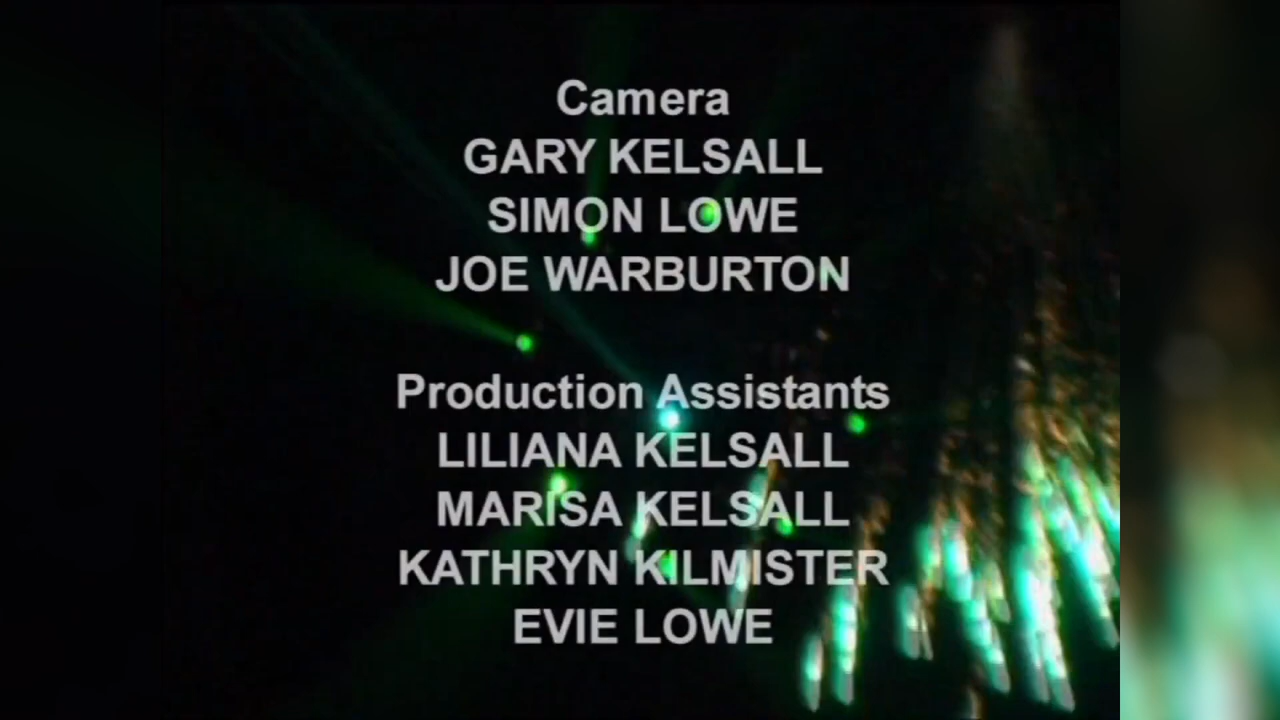 Camera
GARY KELSALL
SIMON LOWE
JOE WARBURTON
Production Assistants
LILIANA KELSALL
MARISA KELSALL
KATHRYN KILMISTER
EVIE LOWE